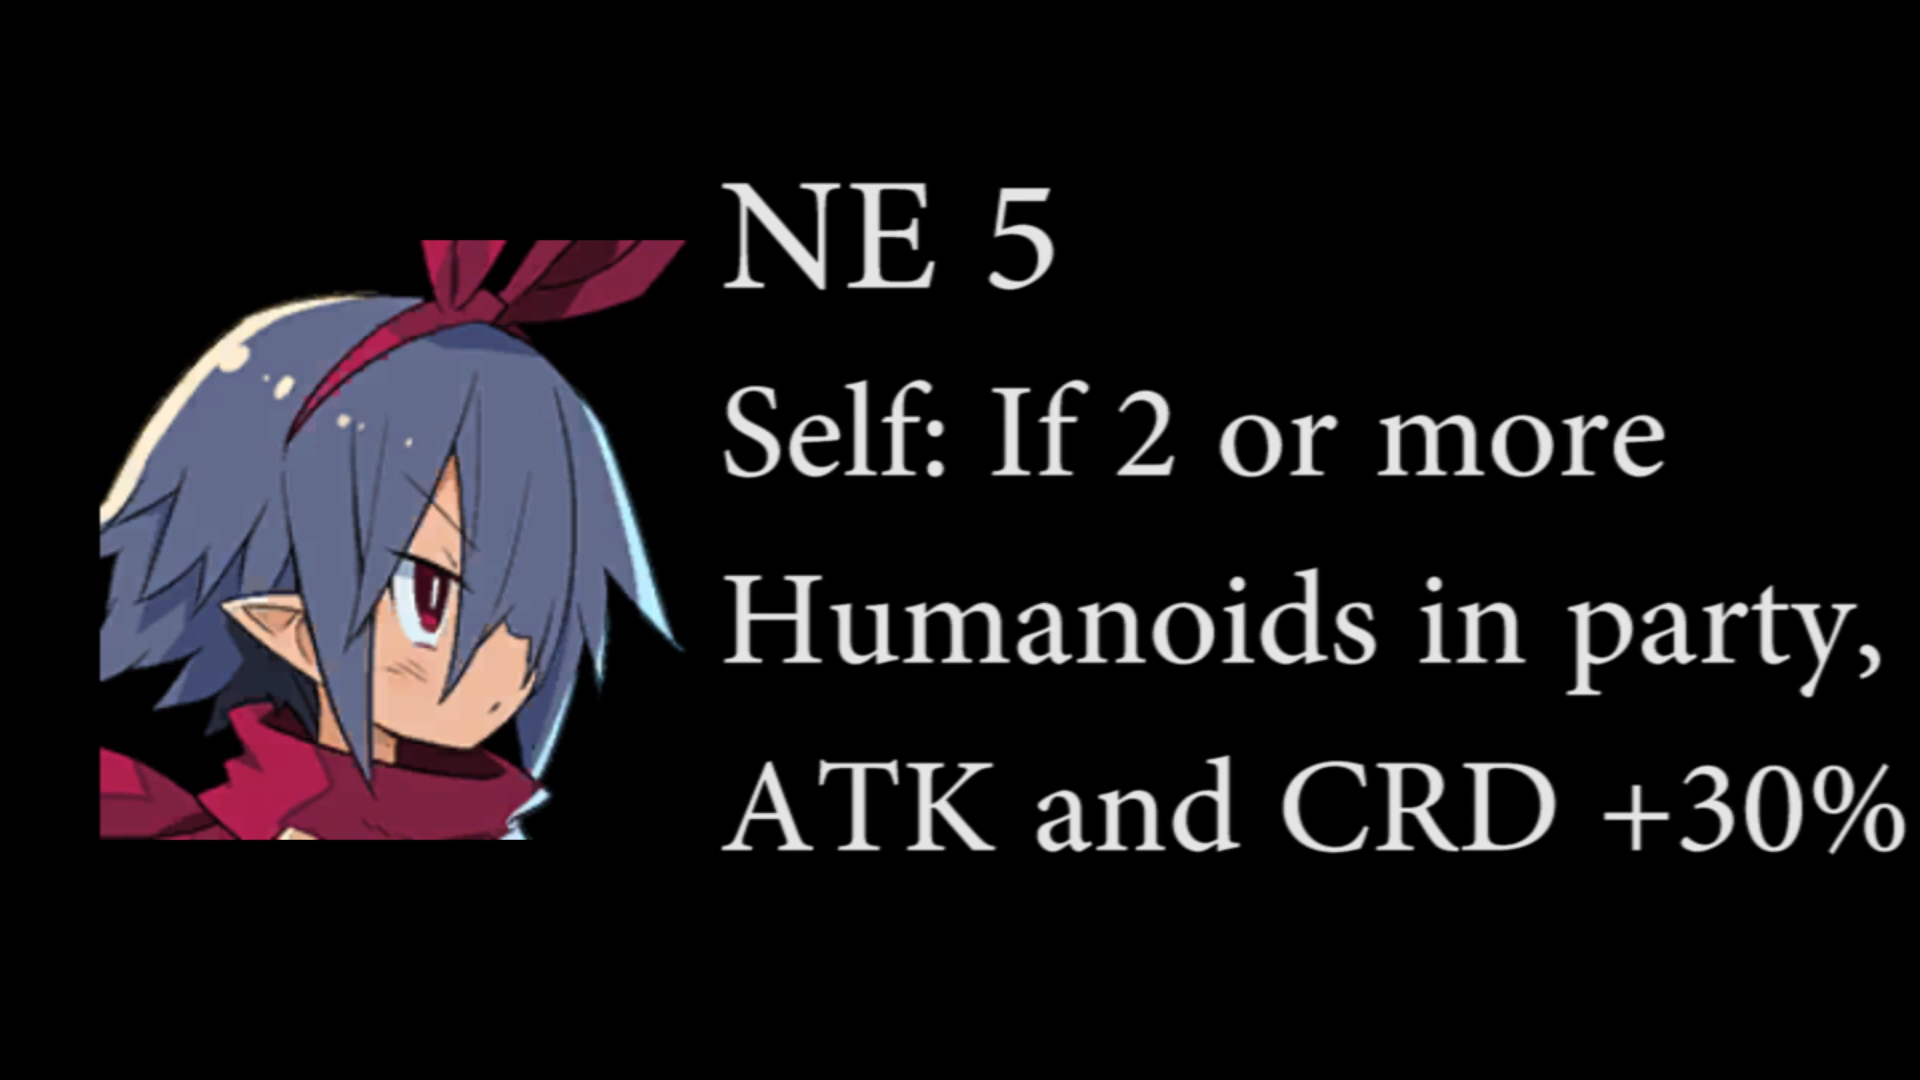 NE 5
Self: If 2 or more
Humanoids in party,
ATK and CRD +30%